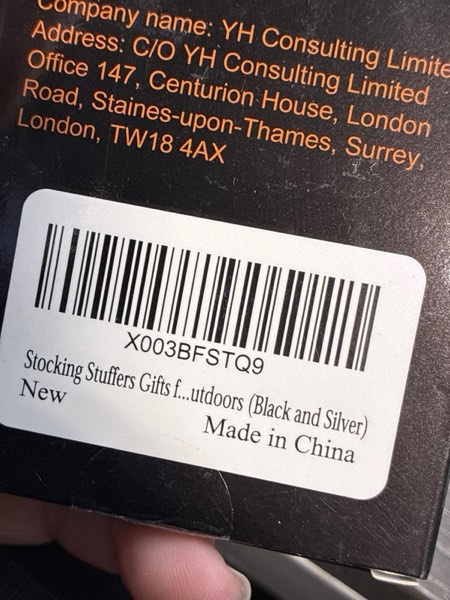 Company name: YH Consulting Limite
Address: C/O YH Consulting Limited
Office 147, Centurion House, London
Road, Staines-upon-Thames, Surrey,
London, TW18 4AX
X003BFSTQ9
Stocking Stuffers Gifts f...utdoors (Black and Silver)
New
Made in China